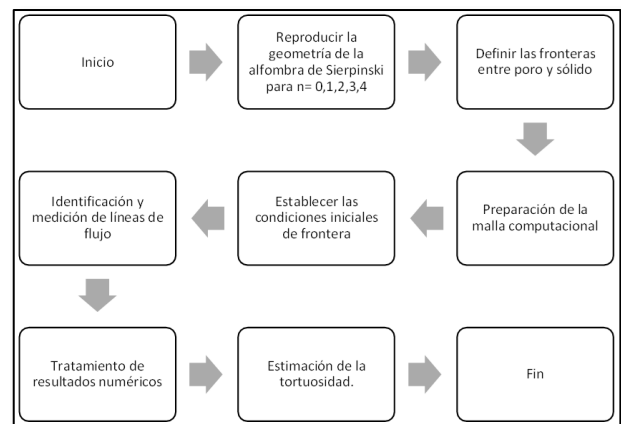 Inicio
Reproducir la
geometría de la
alfombra de Sierpinski
para n= 0,1,2,3,4
Definir las fronteras
entre poro y sólido
Preparación de la
malla computacional
Establecer las
condiciones iniciales
de frontera
Identificación y
medición de líneas de
flujo
Tratamiento de
resultados numéricos
Estimación de la
tortuosidad.
Fin